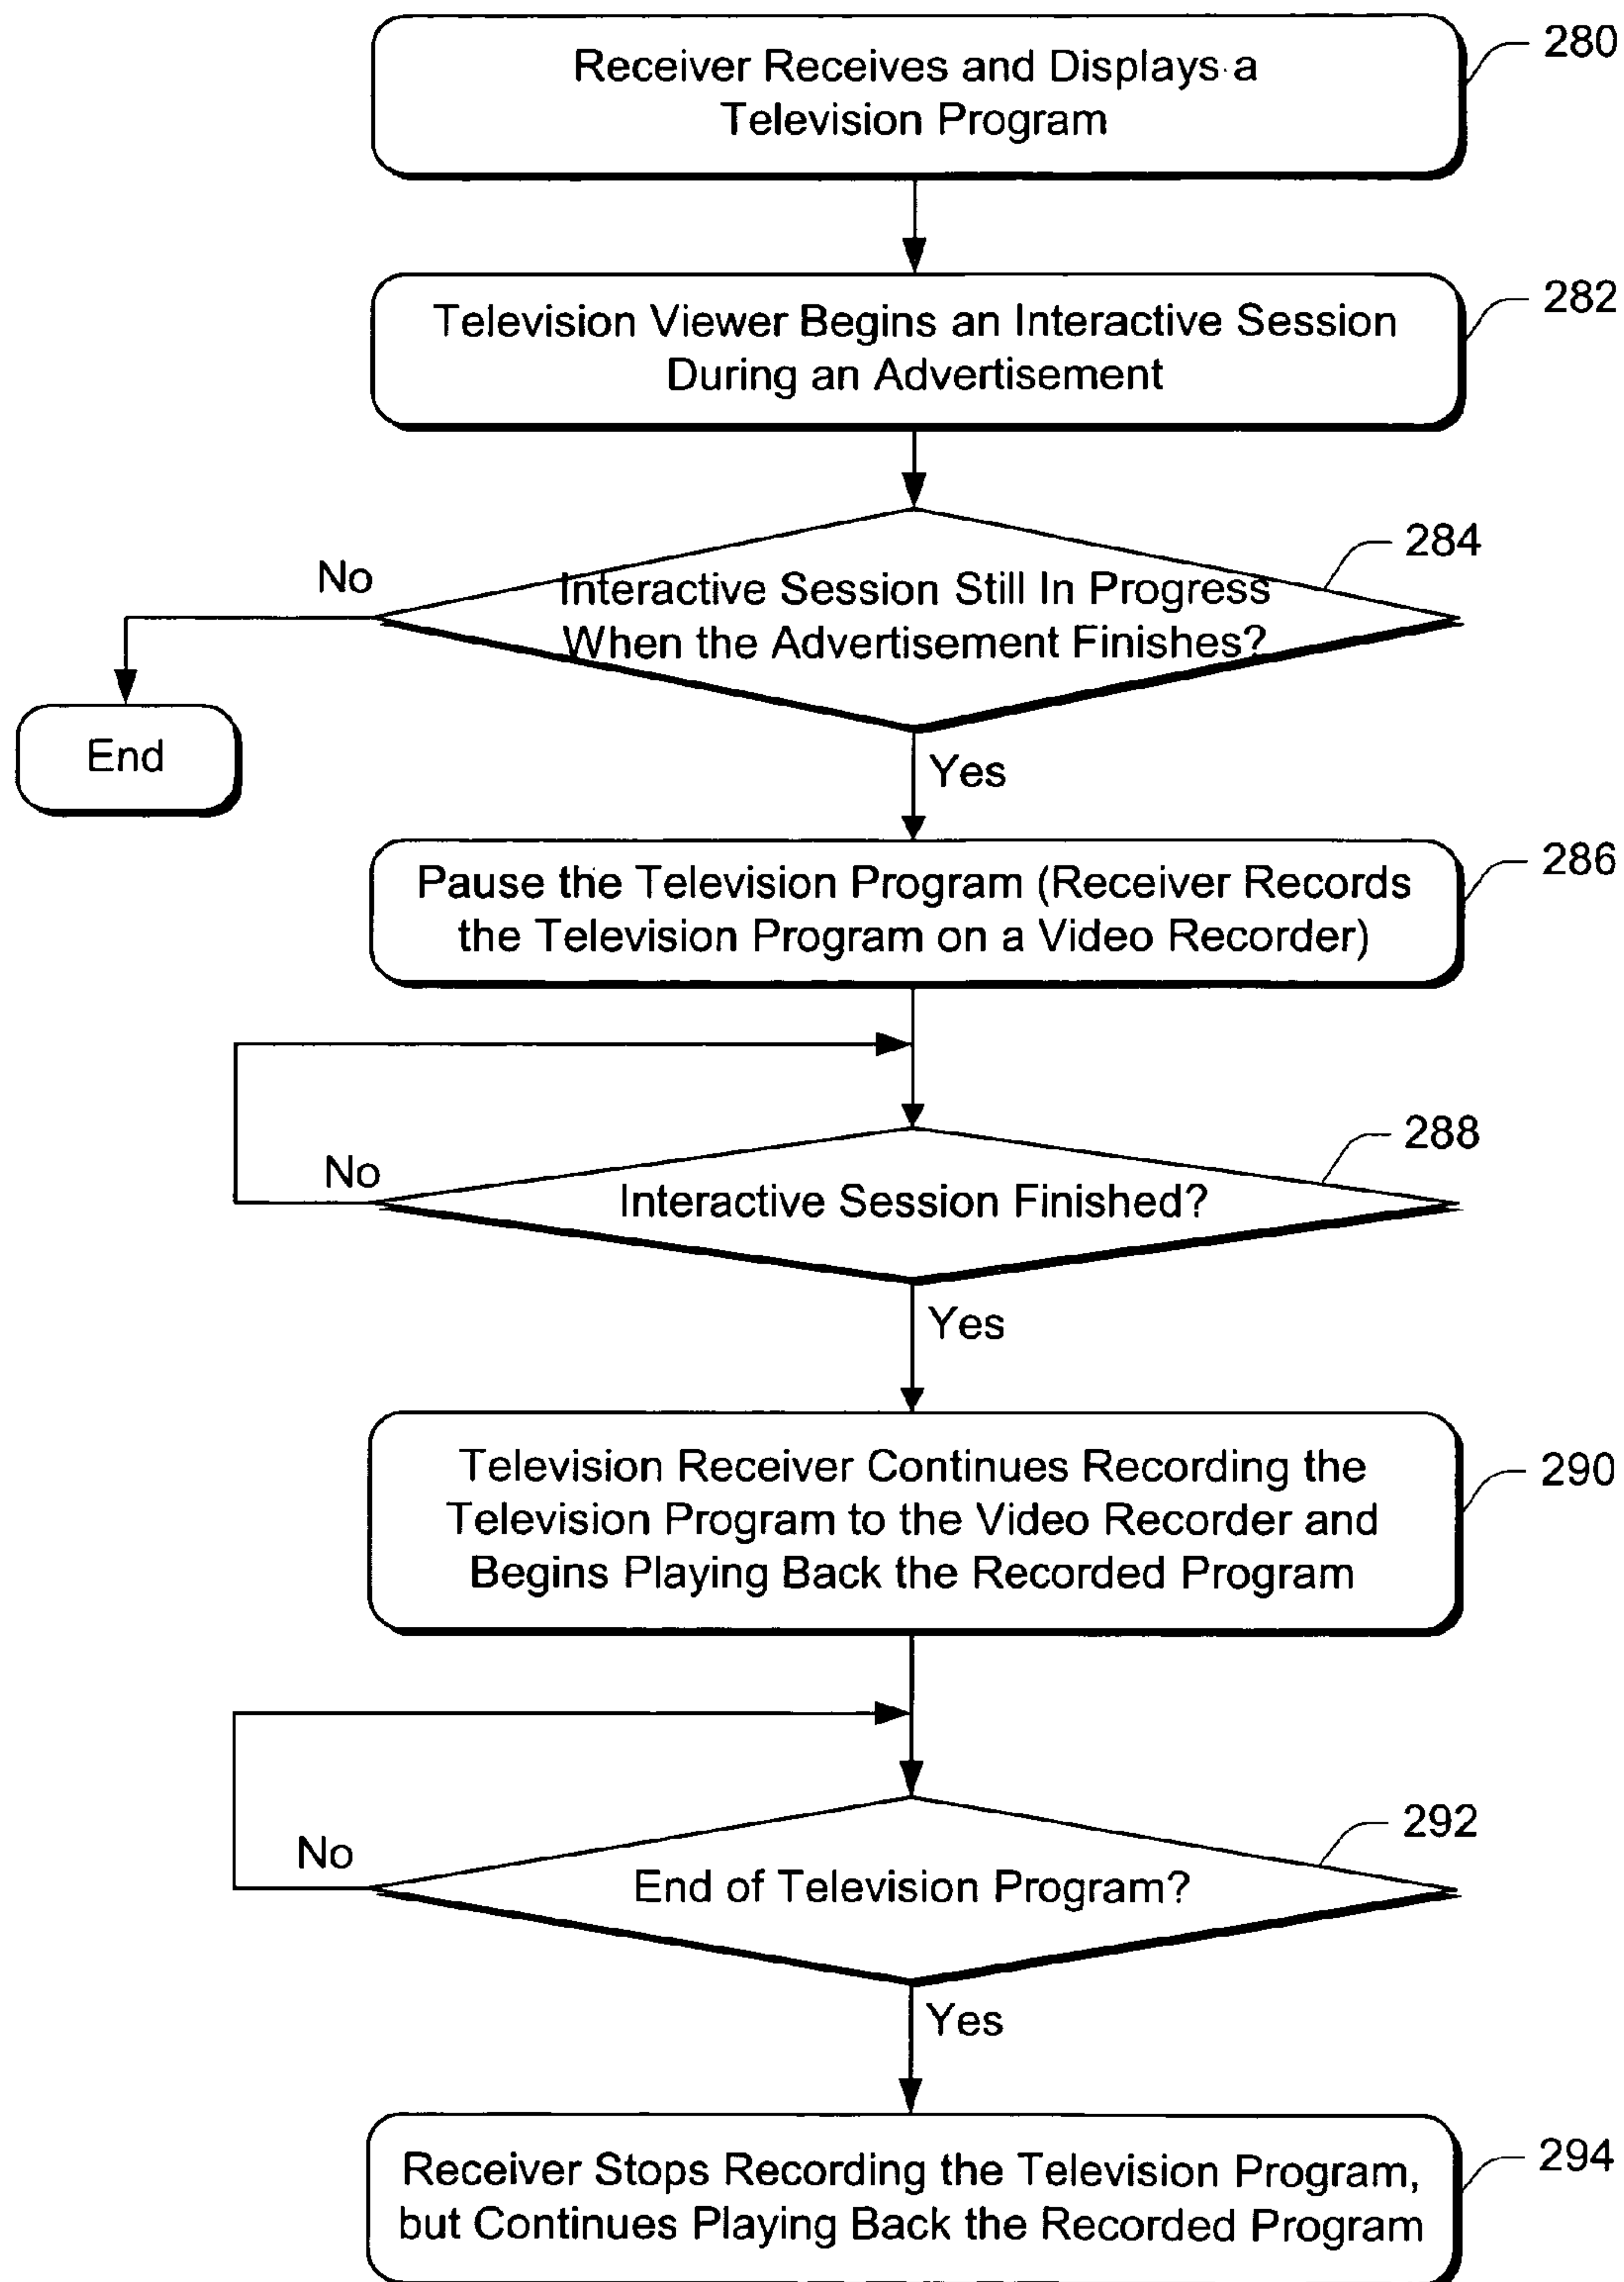 Receiver Receives and Displays a
Television Program
280
Television Viewer Begins an Interactive Session
During an Advertisement
282
284
No
Interactive Session Still In Progress
When the Advertisement Finishes?
End
Yes
Pause the Television Program (Receiver Records
the Television Program on a Video Recorder)
286
288
No
Interactive Session Finished?
Yes
Television Receiver Continues Recording the
Television Program to the Video Recorder and
Begins Playing Back the Recorded Program
290
292
No
End of Television Program?
Yes
Receiver Stops Recording the Television Program,
but Continues Playing Back the Recorded Program
294